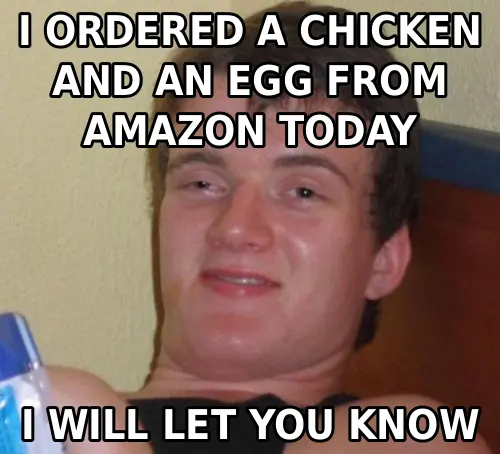 I ORDERED A CHICKEN
AND AN EGG FROM
AMAZON TODAY
I WILL LET YOU KNOW